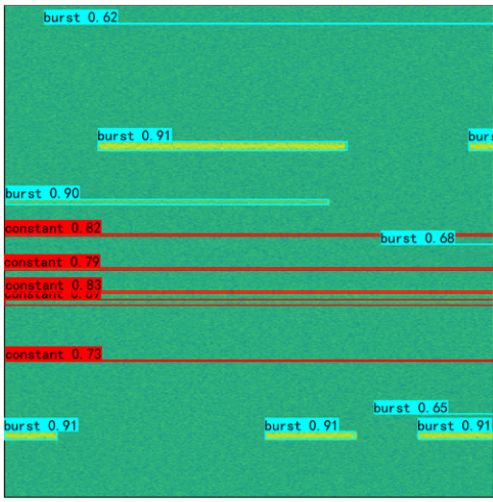 burst 0.62
burst 0.91
burs
burst 0.90
constant 0.82
burst 0.68
constant 0.79
constant 0.83
constant 0.73
burst 0.65
burst 0.91
burst 0.91
burst 0.91